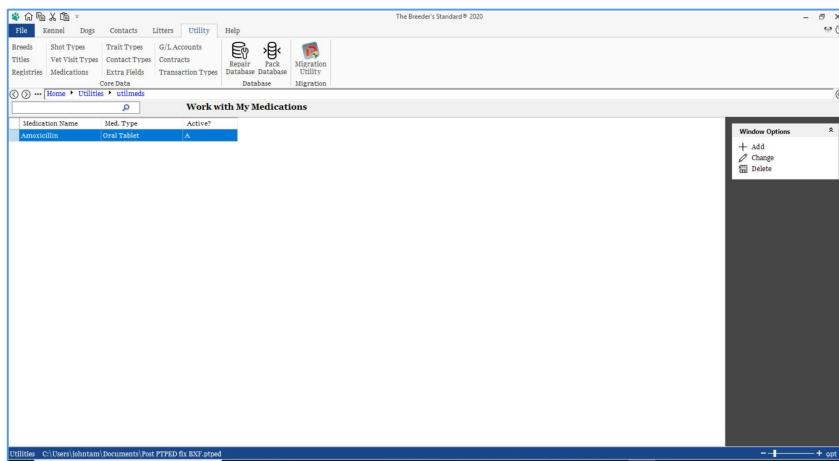 The Breeder's Standard® 2020
File Kennel Dogs Contacts Litters Utility Help
Breeds Shot Types Trait Types G/L Accounts
Titles Vet Visit Types Contact Types Contracts
Registries Medications Extra Fields Transaction Types
Repair Database
Pack Database
Migration Utility
Core Data Database Migration
Home Utilities utilmeds
Work with My Medications
Medication Name Med. Type Active?
Amoxicillin Oral Tablet A
Window Options
Add
Change
Delete
Utilities C:\Users\johntam\Documents\Post PTPED fix BXF.ptped 9pt